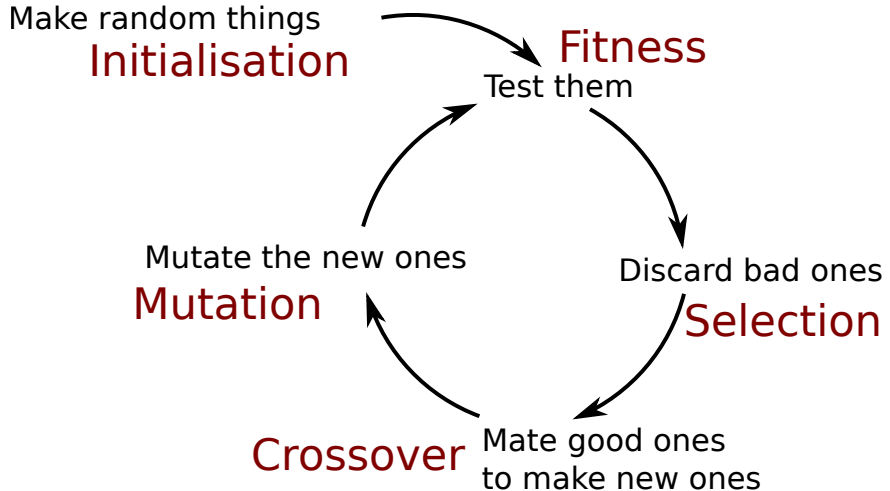 Make random things
Initialisation
Fitness
Test them
Discard bad ones
Selection
Mate good ones
to make new ones
Crossover
Mutate the new ones
Mutation